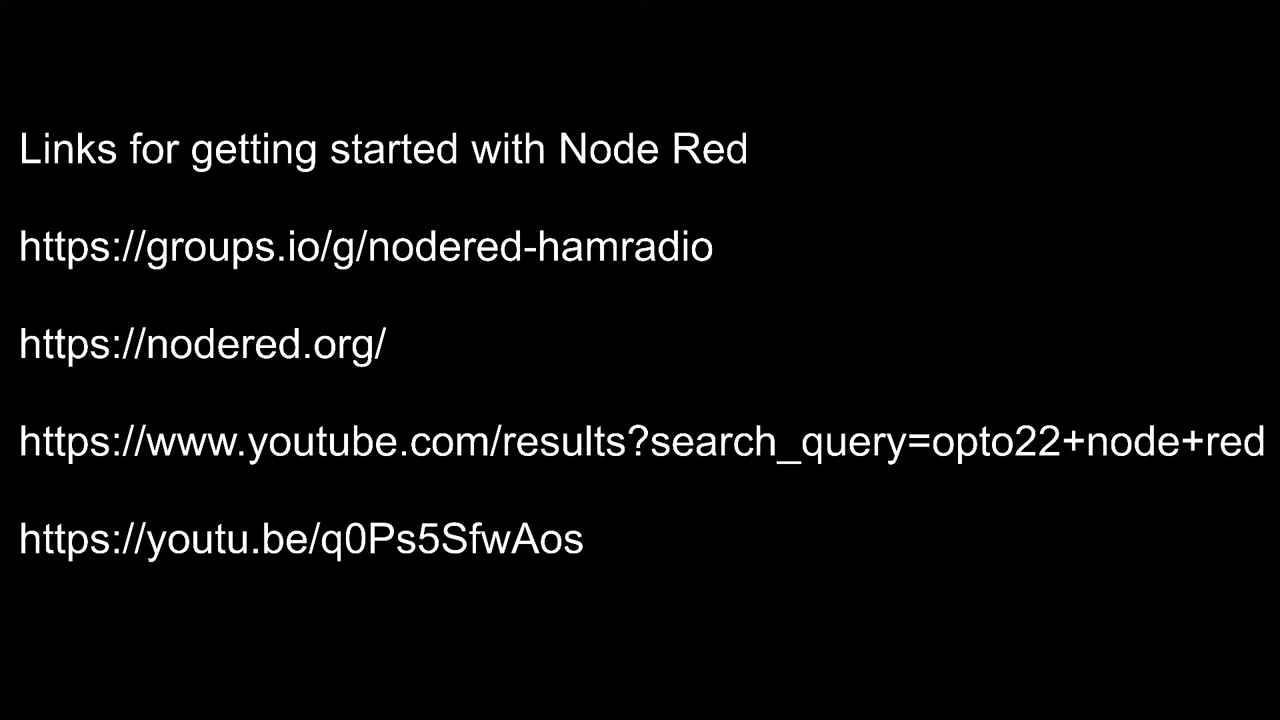 Links for getting started with Node Red
https://groups.io/g/nodered-hamradio
https://nodered.org/
https://www.youtube.com/results?search_query=opto22+node+red
https://youtu.be/q0Ps5SfwAos